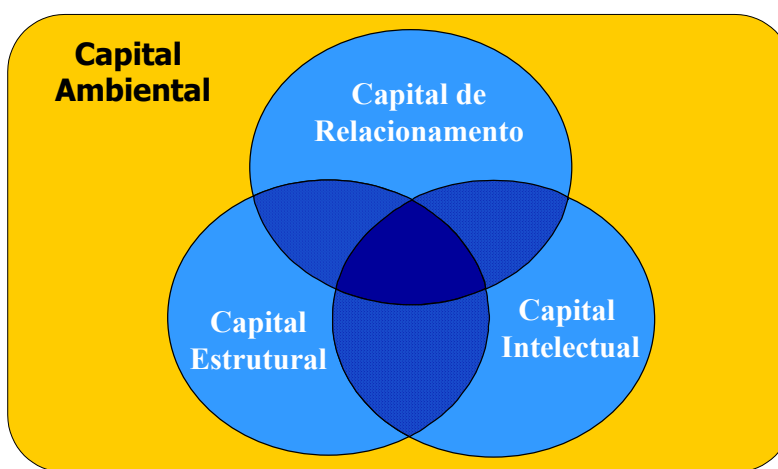 Capital
Ambiental
Capital de
Relacionamento
Capital
Estrutural
Capital
Intelectual